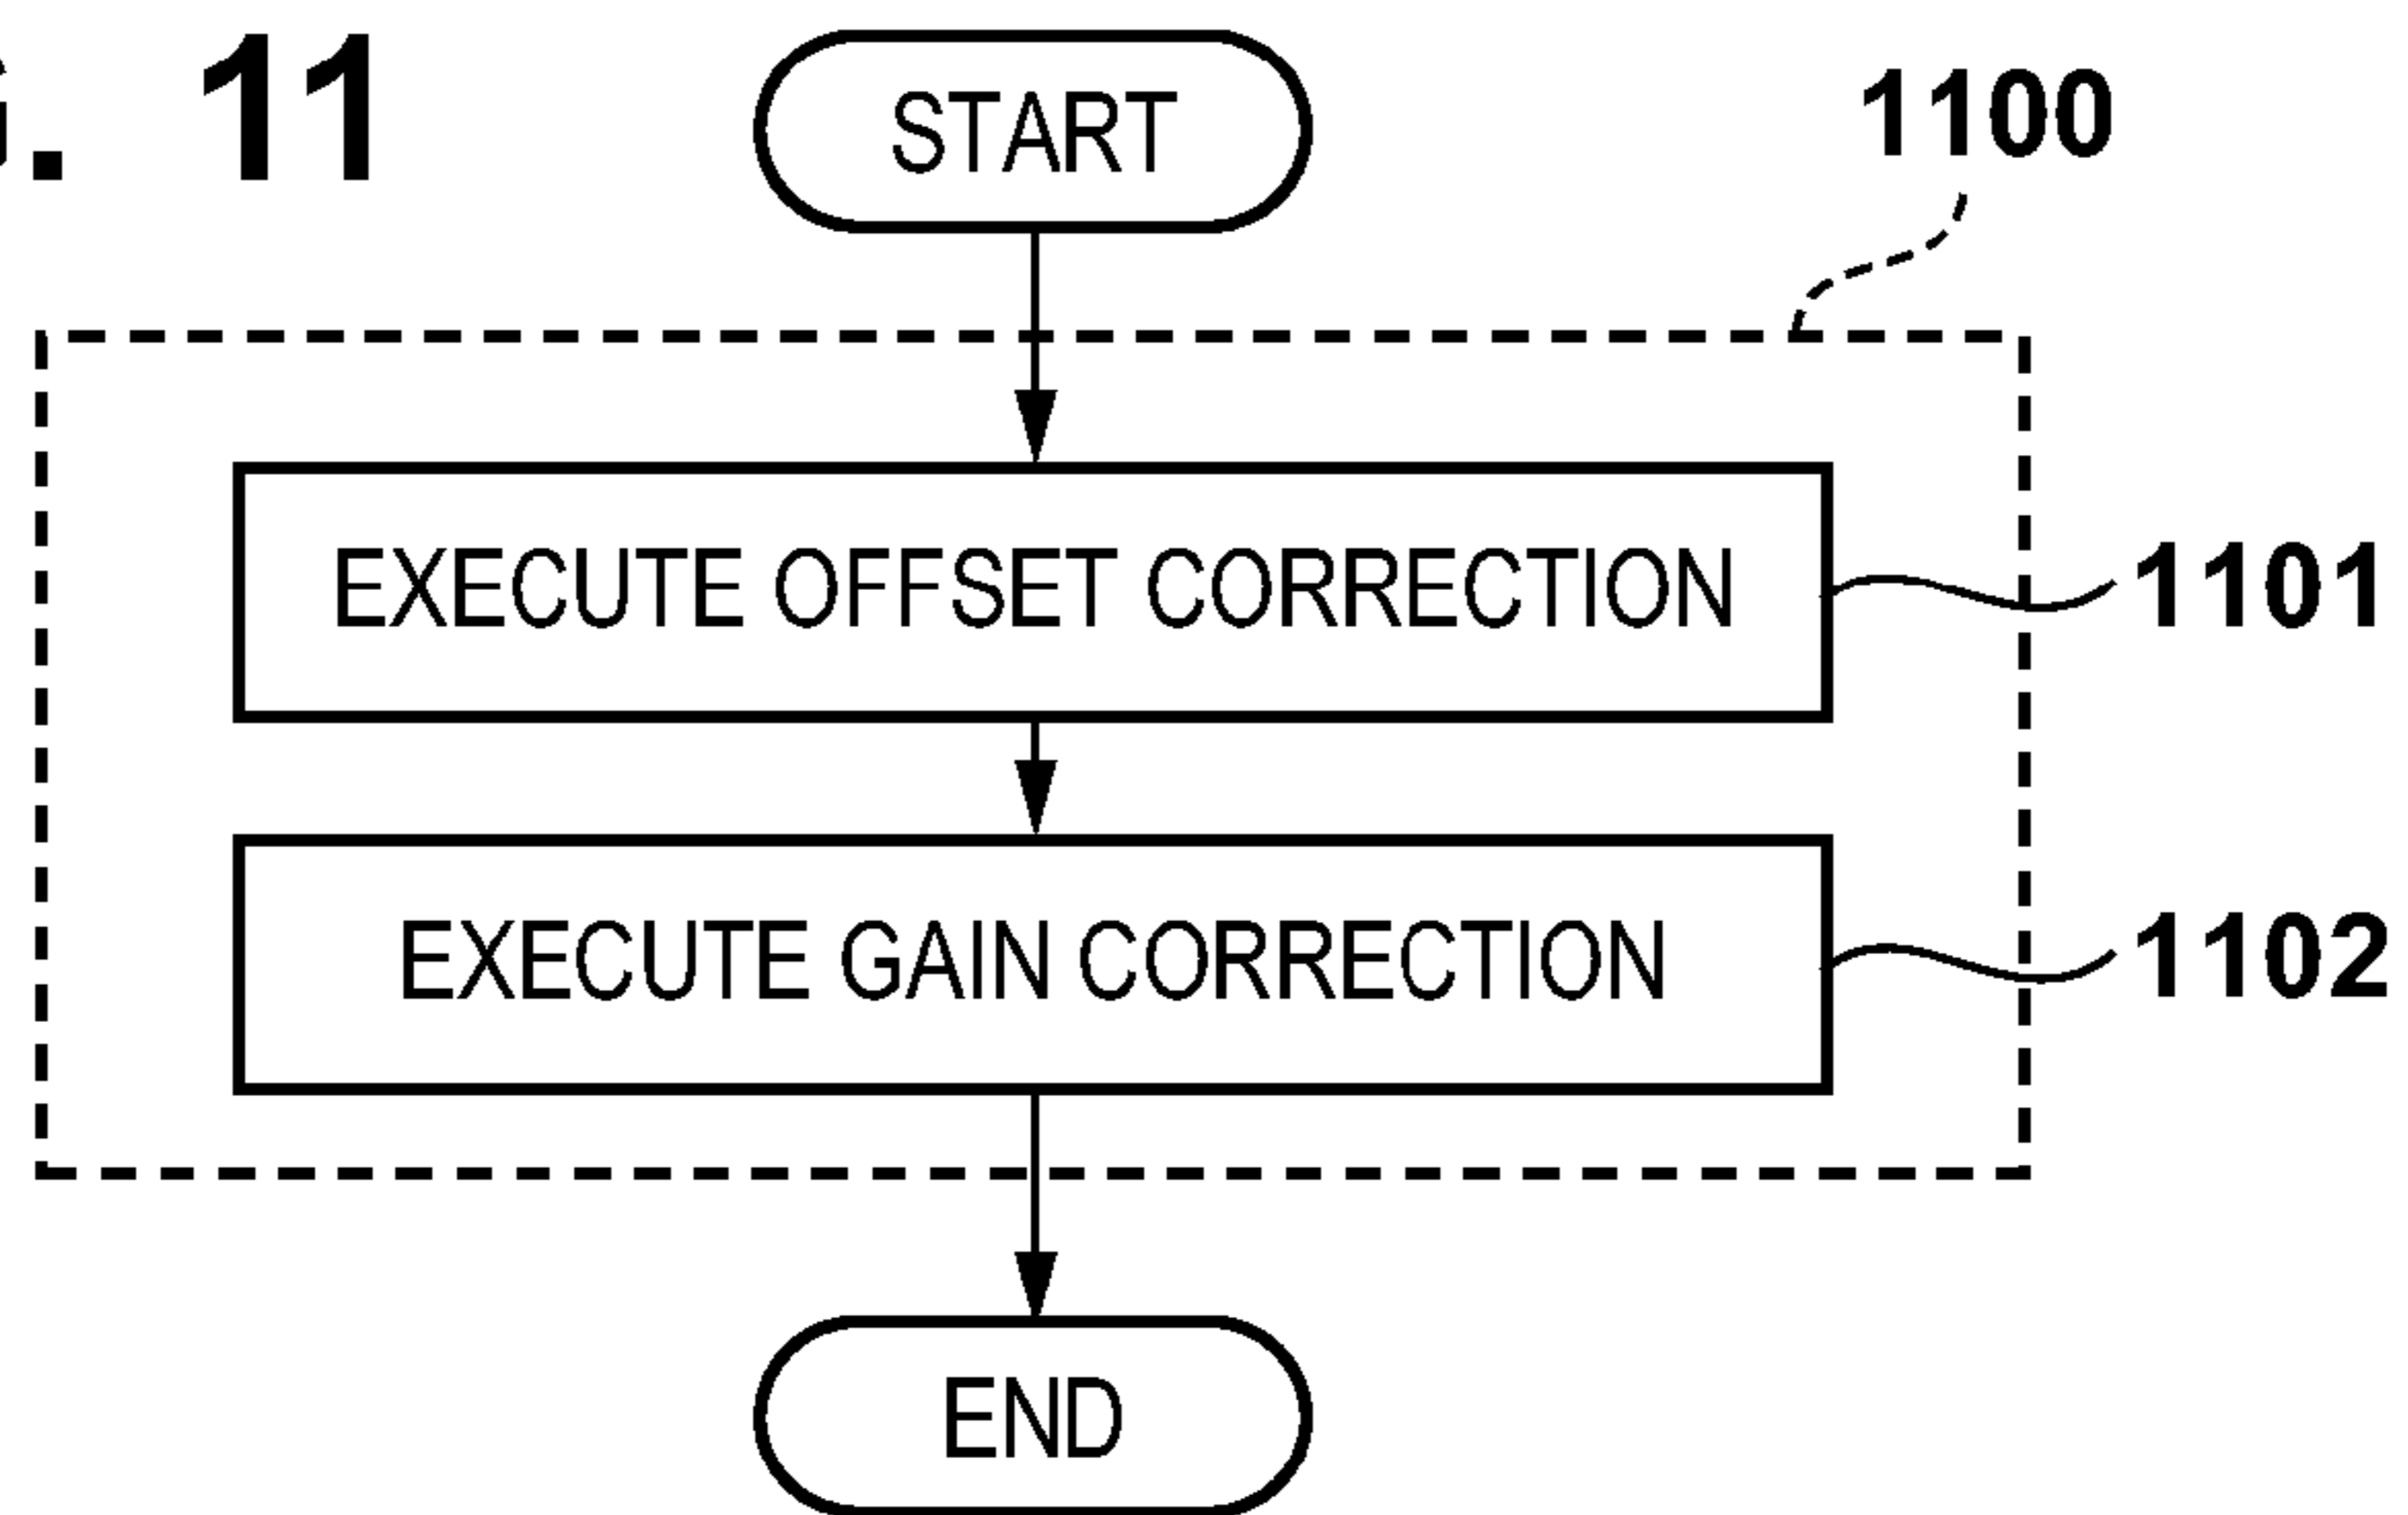 . 11
START
1100
EXECUTE OFFSET CORRECTION
1101
EXECUTE GAIN CORRECTION
1102
END